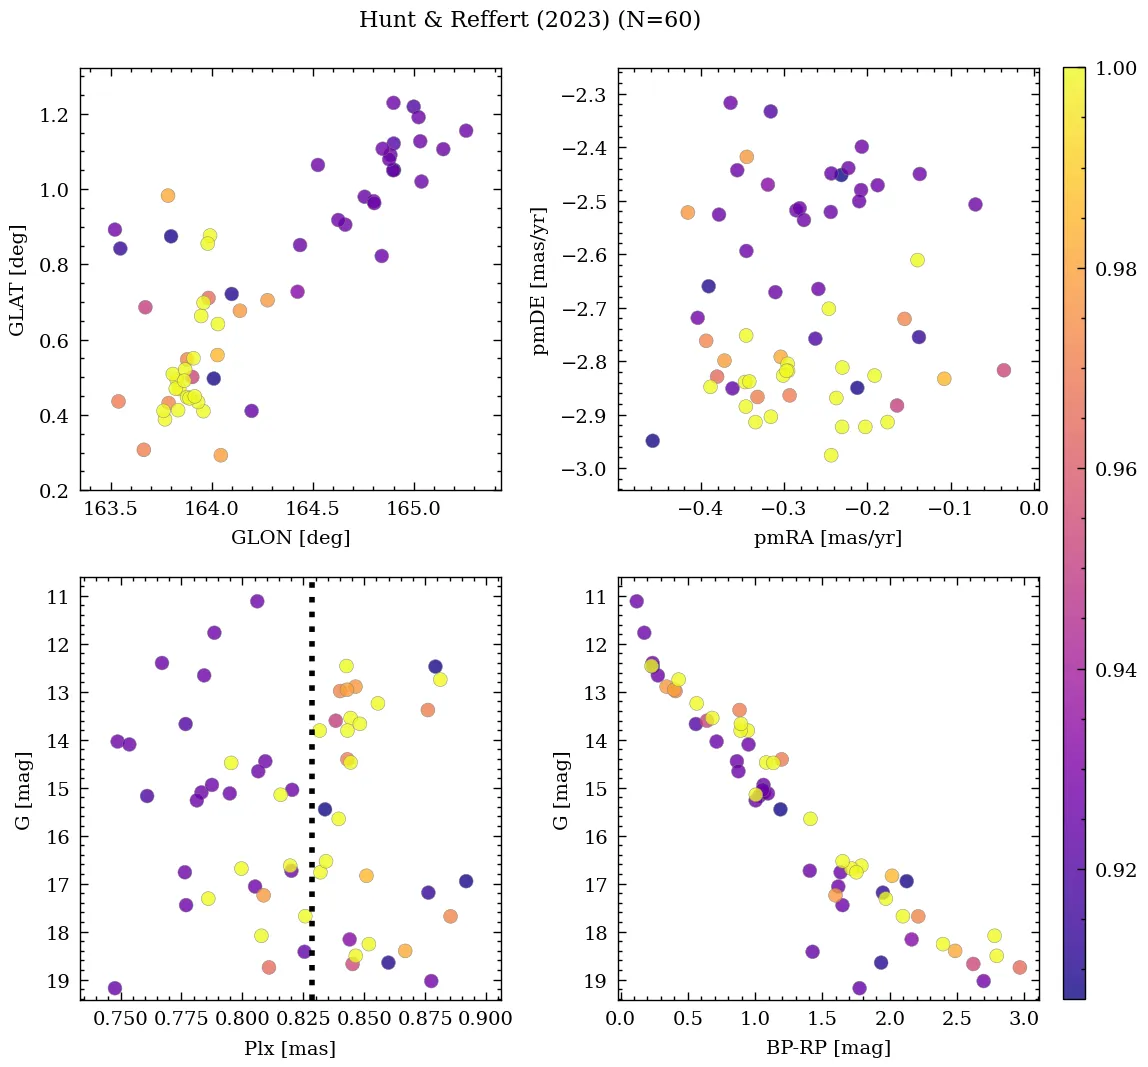 Hunt & Reffert (2023) (N=60)
GLAT [deg]
1.2
1.0
0.8
0.6
0.4
0.2
163.5 164.0 164.5 165.0
GLON [deg]
pmDE [mas/yr]
−2.3
−2.4
−2.5
−2.6
−2.7
−2.8
−2.9
−3.0
−0.4 −0.3 −0.2 −0.1 0.0
pmRA [mas/yr]
G [mag]
11
12
13
14
15
16
17
18
19
0.750 0.775 0.800 0.825 0.850 0.875 0.900
Plx [mas]
G [mag]
11
12
13
14
15
16
17
18
19
0.0 0.5 1.0 1.5 2.0 2.5 3.0
BP-RP [mag]
1.00
0.98
0.96
0.94
0.92